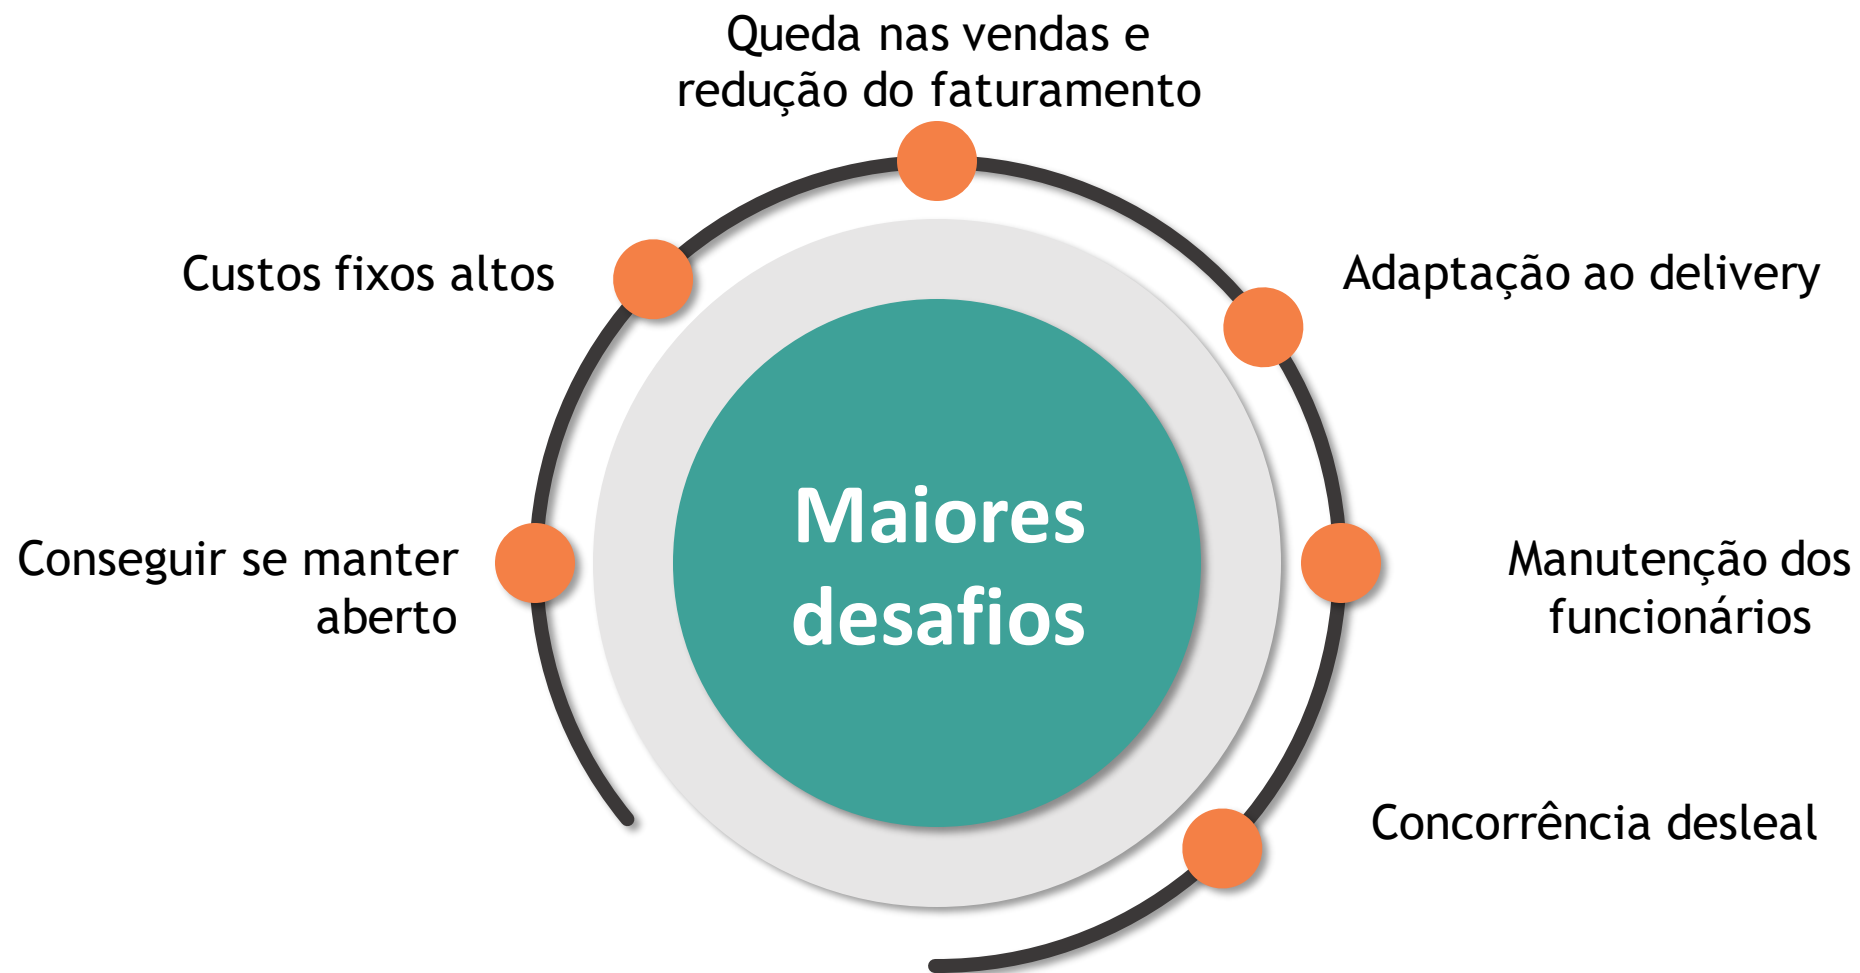 Queda nas vendas e
redução do faturamento
Custos fixos altos
Adaptação ao delivery
Maiores
desafios
Conseguir se manter
aberto
Manutenção dos
funcionários
Concorrência desleal